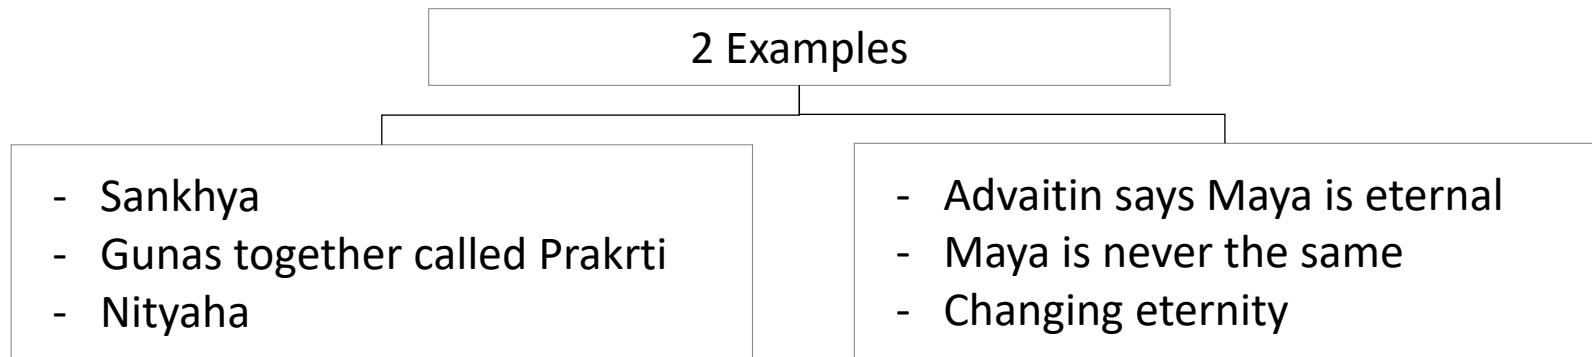 2 Examples
- Sankhya
- Gunas together called Prakrti
- Nityaha
- Advaitin says Maya is eternal
- Maya is never the same
- Changing eternity